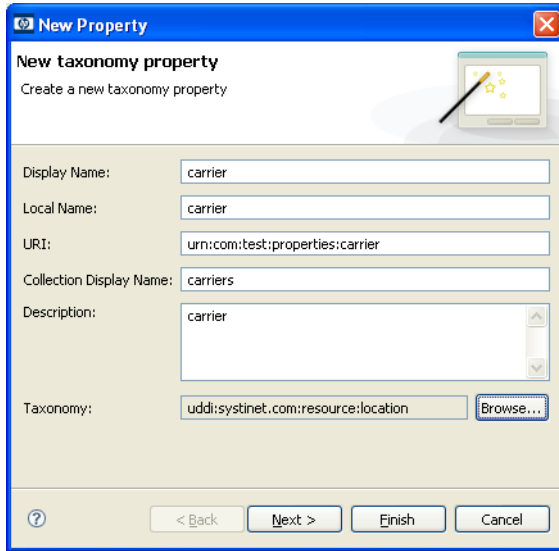 hp New Property
New taxonomy property
Create a new taxonomy property
Display Name: carrier
Local Name: carrier
URI: urn:com:test:properties:carrier
Collection Display Name: carriers
Description: carrier
Taxonomy: uddi:systinet.com:resource:location Browse...
? < Back Next > Finish Cancel